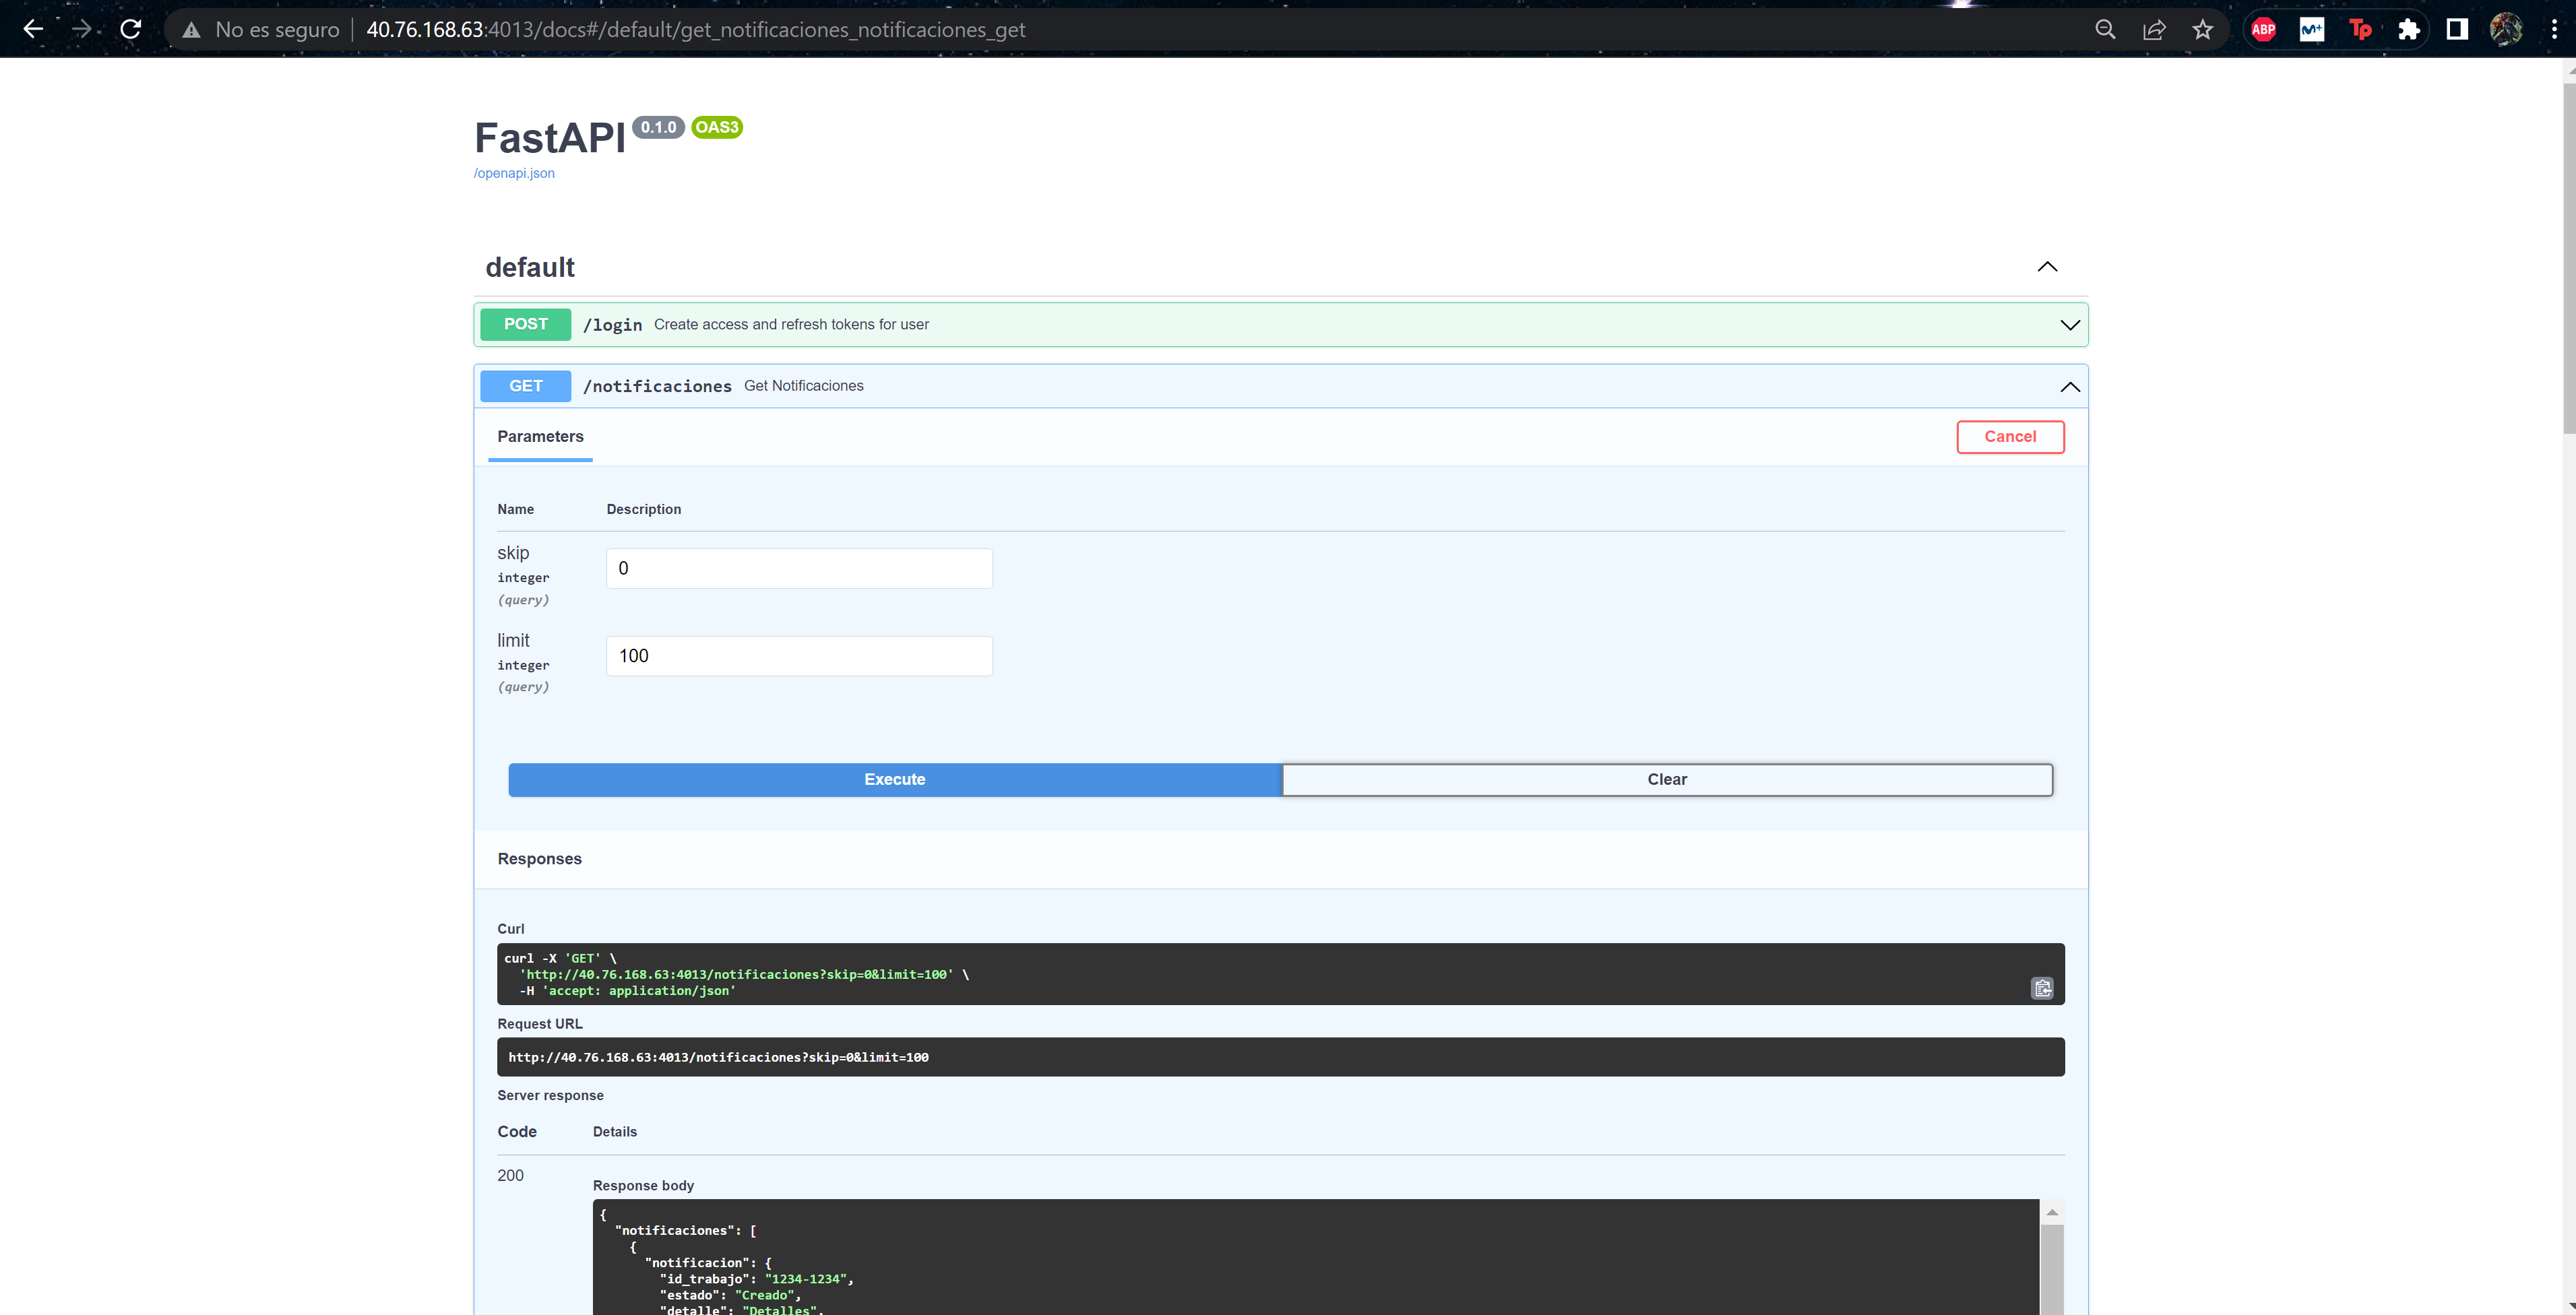 No es seguro 40.76.168.63:4013/docs#/default/get_notificaciones_notificaciones_get
ABP M+ Tp
FastAPI 0.1.0 OAS3
/openapi.json
default
POST /login Create access and refresh tokens for user
GET /notificaciones Get Notificaciones
Parameters Cancel
Name Description
skip
integer
(query)
0
limit
integer
(query)
100
Execute Clear
Responses
Curl
curl -X 'GET' \
'http://40.76.168.63:4013/notificaciones?skip=0&limit=100' \
-H 'accept: application/json'
Request URL
http://40.76.168.63:4013/notificaciones?skip=0&limit=100
Server response
Code Details
200
Response body
{
"notificaciones": [
{
"notificacion": {
"id_trabajo": "1234-1234",
"estado": "Creado",
"detalle": "Detalles",